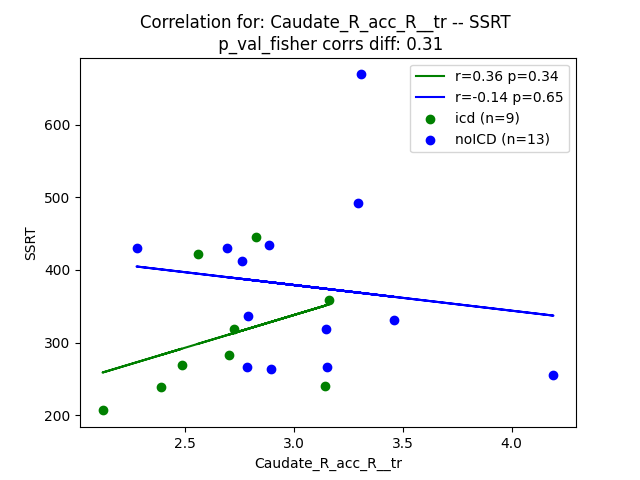 Correlation for: Caudate_R_acc_R__tr -- SSRT
p_val_fisher corrs diff: 0.31
r=0.36 p=0.34
r=-0.14 p=0.65
icd (n=9)
noICD (n=13)
SSRT
600
500
400
300
200
2.5
3.0
3.5
4.0
Caudate_R_acc_R__tr